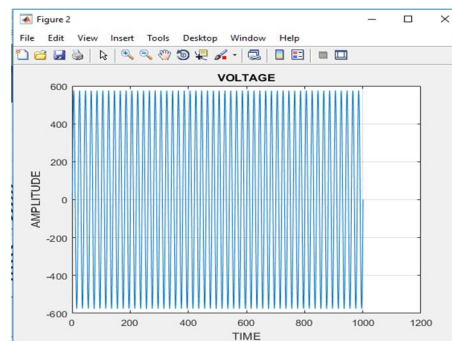 Figure 2
File Edit View Insert Tools Desktop Window Help
VOLTAGE
600
400
200
0
-200
-400
-600
AMPLITUDE
0 200 400 600 800 1000 1200
TIME